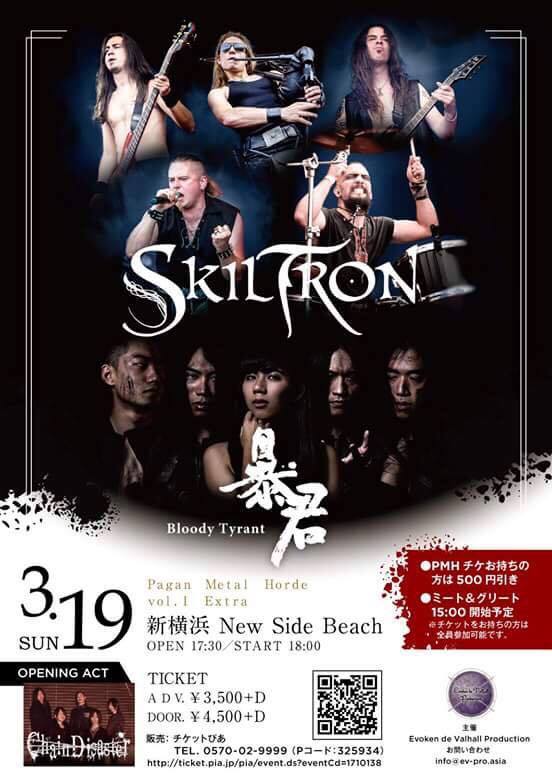 SKILTRON
暴君
Bloody Tyrant
3.19
SUN
Pagan Metal Horde
vol.I Extra
新横浜 New Side Beach
OPEN 17:30/START 18:00
●PMH チケお持ちの
方は 500 円引き
●ミート＆グリート
15:00 開始予定
※チケットをお持ちの方は
全員参加可能です。
OPENING ACT
Chain Disaster
TICKET
ADV. ￥3,500+D
DOOR. ￥4,500+D
販売： チケットぴあ
TEL. 0570-02-9999 (Pコード：325934)
http://ticket.pia.jp/pia/event.ds?eventCd=1710138
主催
Evoken de Valhall Production
お問い合わせ
info@ev-pro.asia